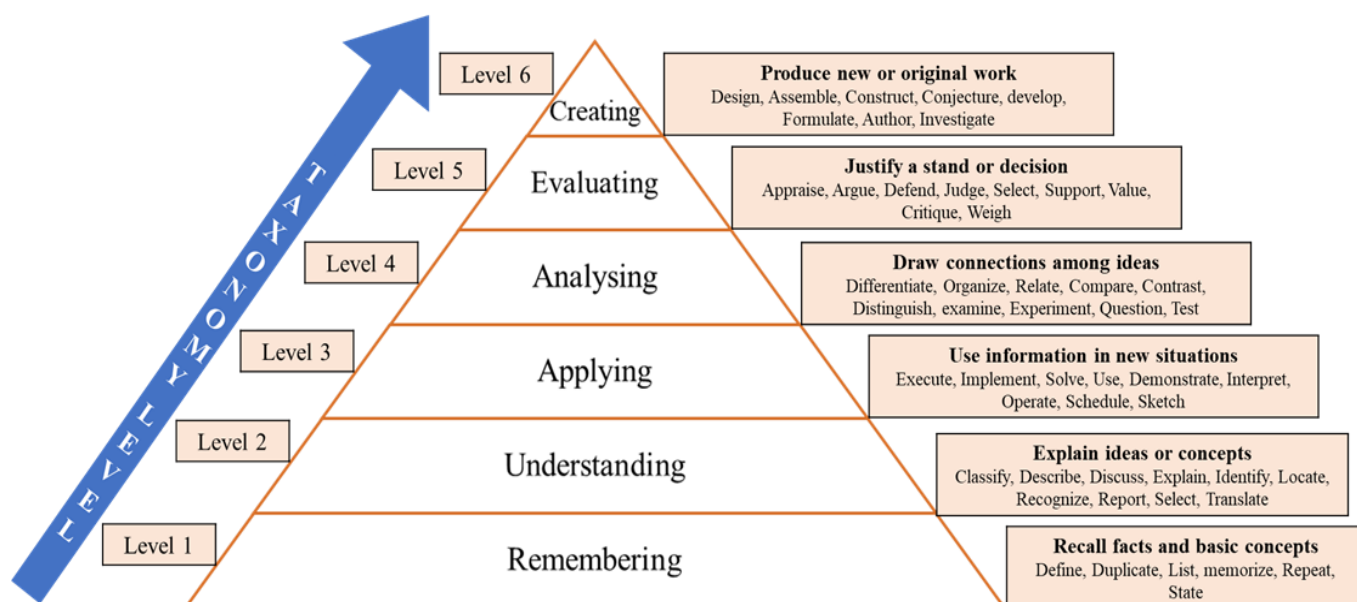 Level 6
Creating
Produce new or original work
Design, Assemble, Construct, Conjecture, develop,
Formulate, Author, Investigate
Level 5
Evaluating
Justify a stand or decision
Appraise, Argue, Defend, Judge, Select, Support, Value,
Critique, Weigh
Level 4
Analysing
Draw connections among ideas
Differentiate, Organize, Relate, Compare, Contrast,
Distinguish, examine, Experiment, Question, Test
Level 3
Applying
Use information in new situations
Execute, Implement, Solve, Use, Demonstrate, Interpret,
Operate, Schedule, Sketch
Level 2
Understanding
Explain ideas or concepts
Classify, Describe, Discuss, Explain, Identify, Locate,
Recognize, Report, Select, Translate
Level 1
Remembering
Recall facts and basic concepts
Define, Duplicate, List, memorize, Repeat,
State
TAXONOMY LEVEL